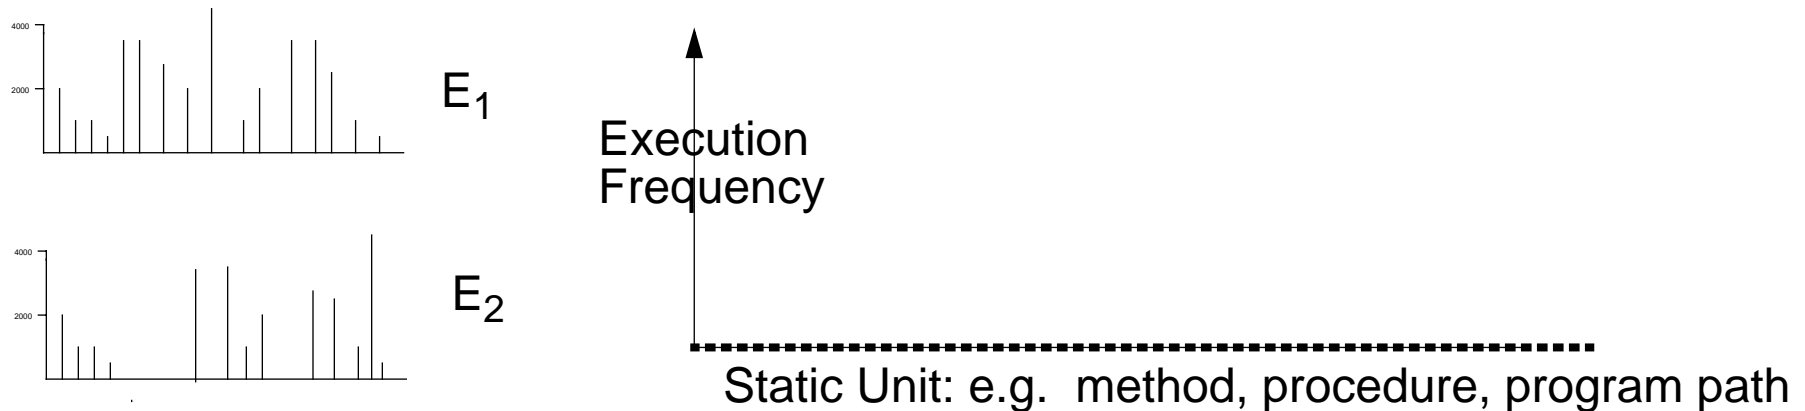 4000
2000
E1
4000
2000
E2
Execution
Frequency
Static Unit: e.g. method, procedure, program path